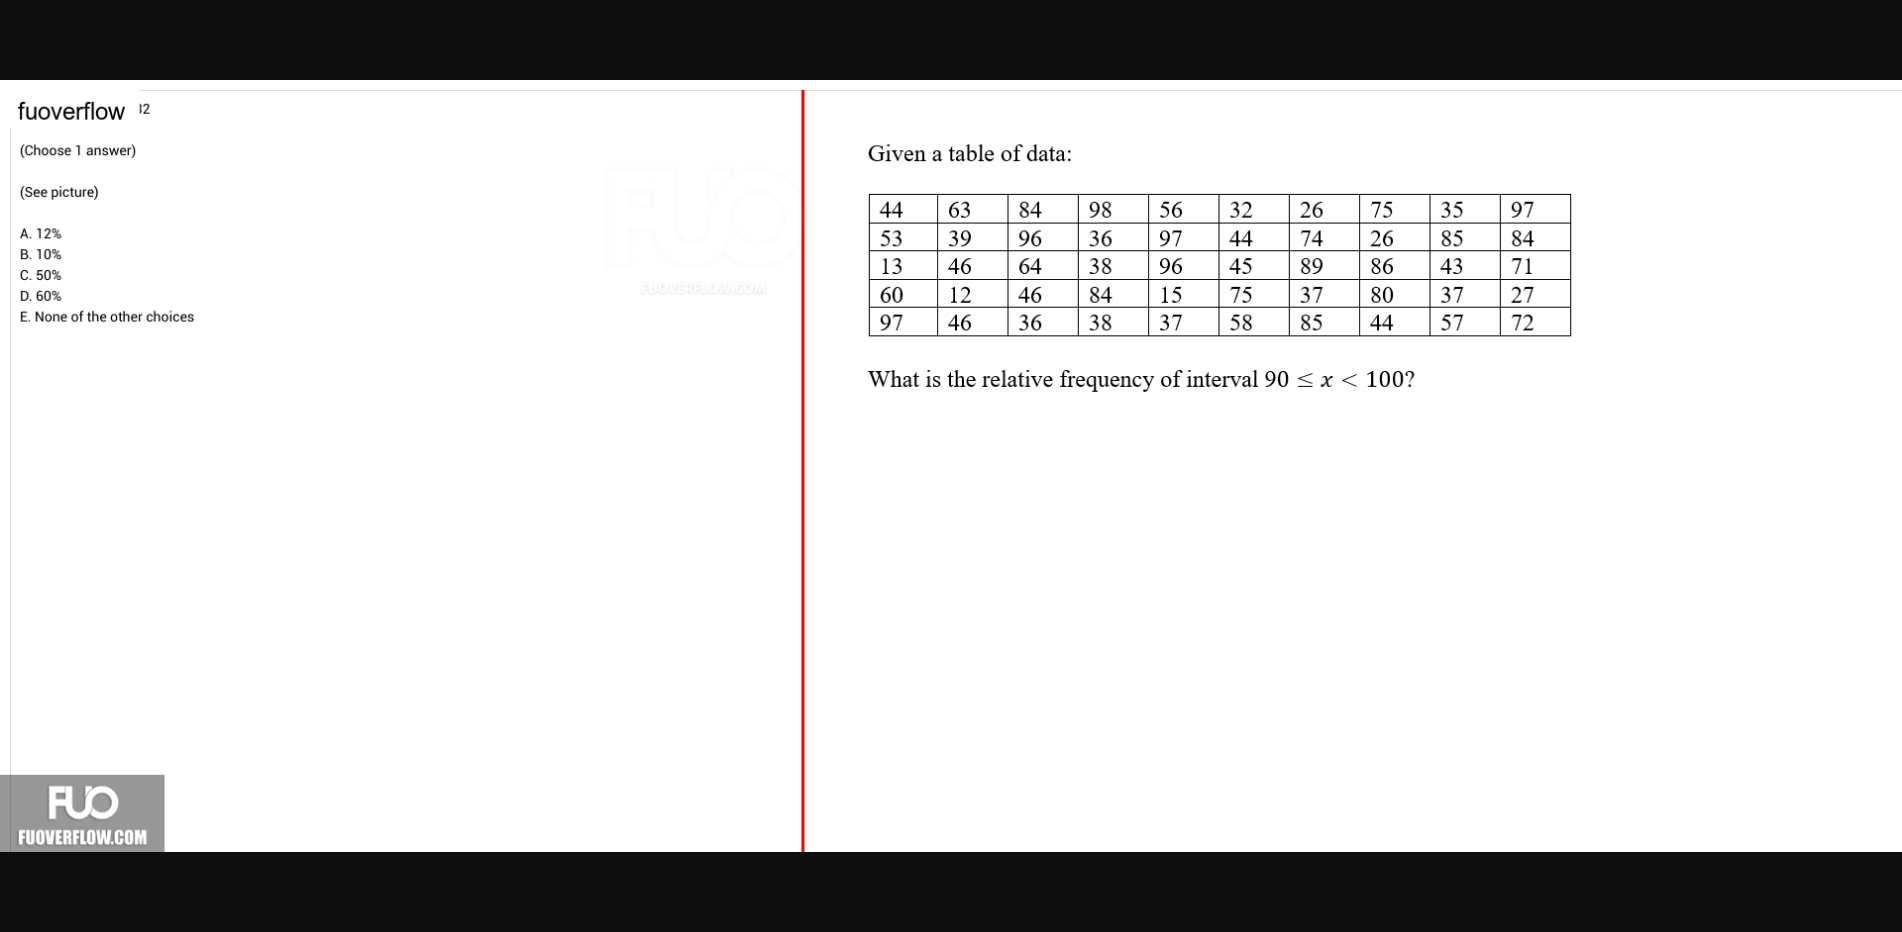 fuoverflow 32
(Choose 1 answer)
(See picture)
A. 12%
B. 10%
C. 50%
D. 60%
E. None of the other choices
FUO
FUOVERFLOW.COM
Given a table of data:
44 63 84 98 56 32 26 75 35 97
53 39 96 36 97 44 74 26 85 84
13 46 64 38 96 45 89 86 43 71
60 12 46 84 15 75 37 80 37 27
97 46 36 38 37 58 85 44 57 72
What is the relative frequency of interval 90 ≤ x < 100?
FUO
FUOVERFLOW.COM